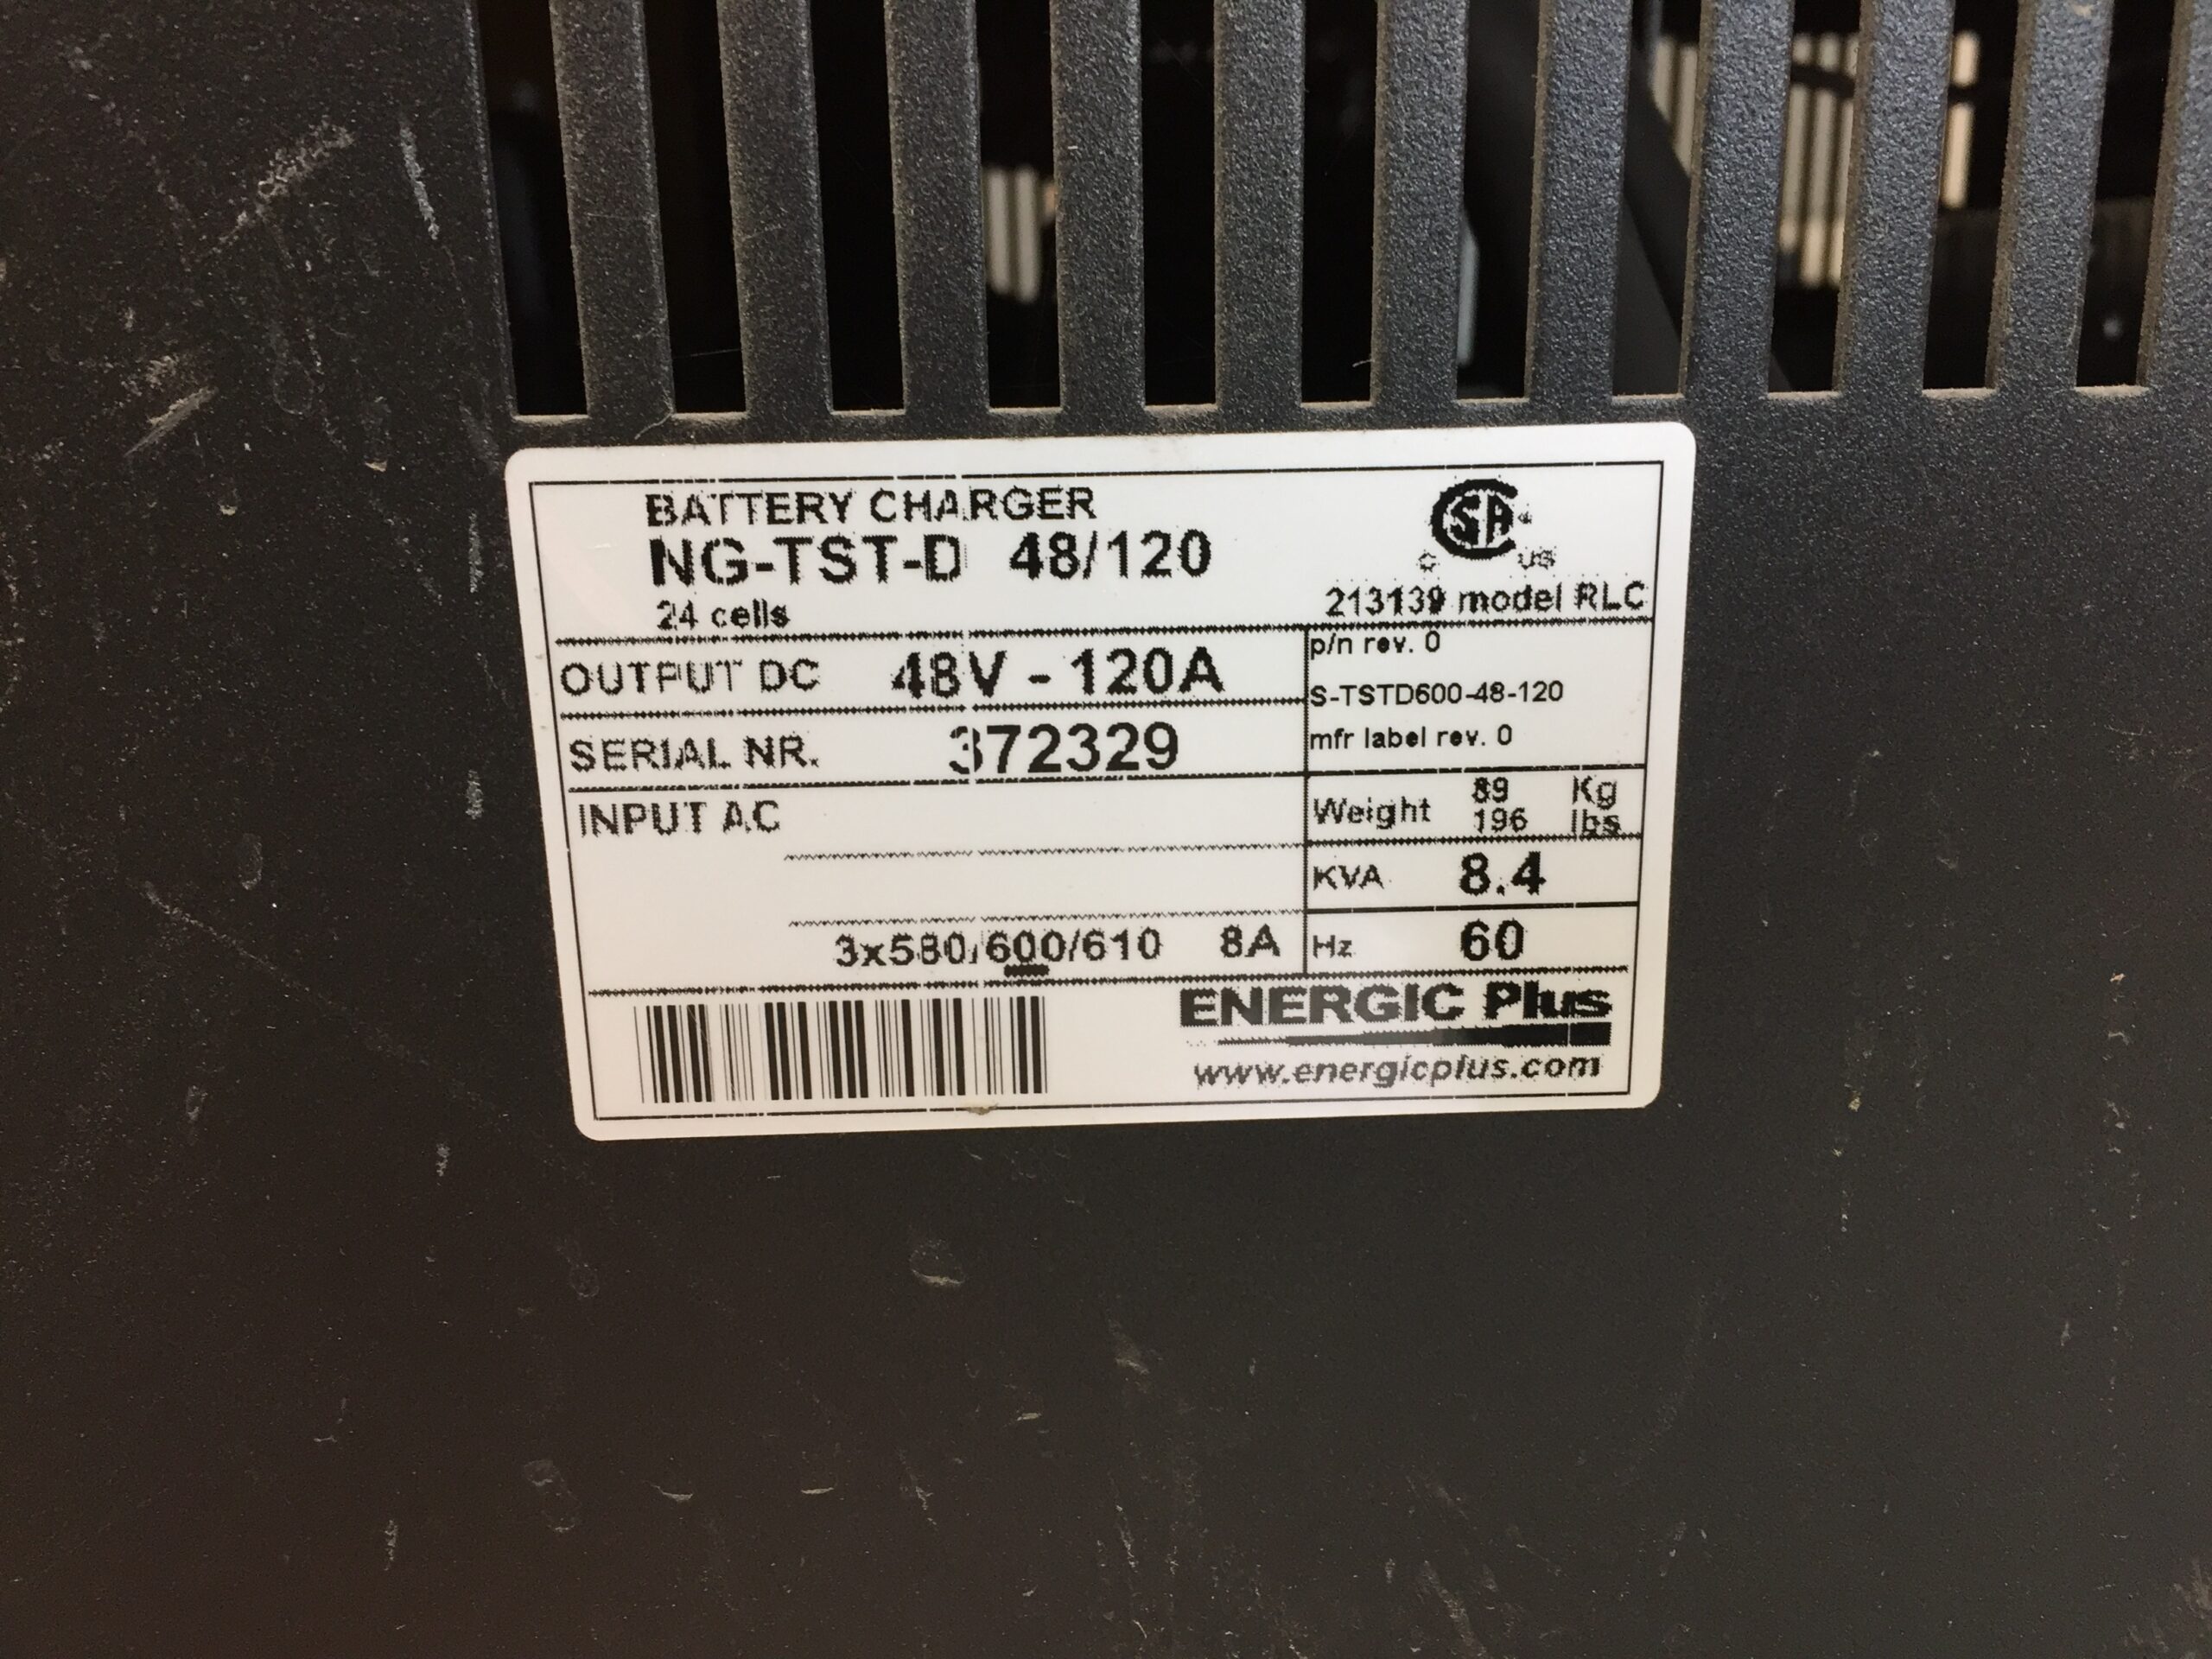 BATTERY CHARGER
NG-TST-D 48/120
24 cells
CSA
C US
213139 model RLC
OUTPUT DC 48V - 120A
p/n rev. 0
S-TSTD600-48-120
mfr label rev. 0
SERIAL NR. 372329
INPUT AC
Weight 89 Kg
196 lbs
KVA 8.4
3x580/600/610 8A
Hz 60
ENERGIC Plus
www.energicplus.com